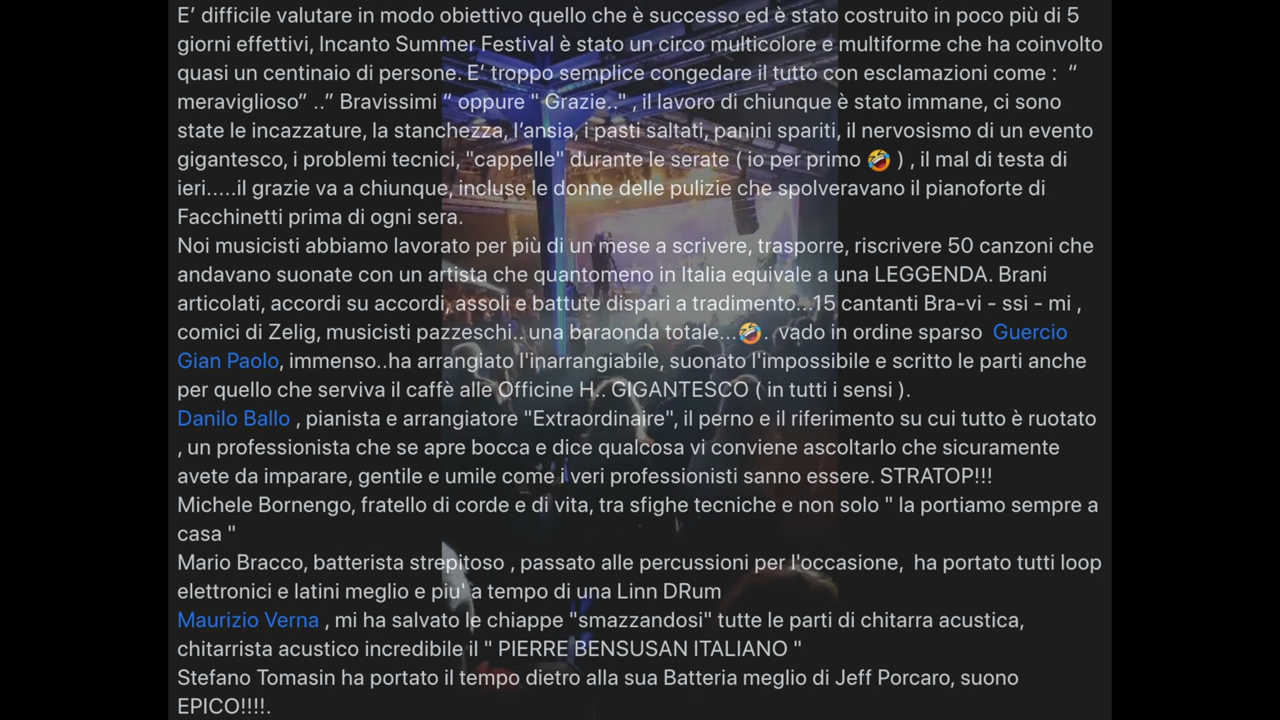 E’ difficile valutare in modo obiettivo quello che è successo ed è stato costruito in poco più di 5
giorni effettivi, Incanto Summer Festival è stato un circo multicolore e multiforme che ha coinvolto
quasi un centinaio di persone. E’ troppo semplice congedare il tutto con esclamazioni come : “
meraviglioso” ..” Bravissimi “ oppure " Grazie.." , il lavoro di chiunque è stato immane, ci sono
state le incazzature, la stanchezza, l’ansia, i pasti saltati, panini spariti, il nervosismo di un evento
gigantesco, i problemi tecnici, "cappelle" durante le serate ( io per primo 🤣 ) , il mal di testa di
ieri.....il grazie va a chiunque, incluse le donne delle pulizie che spolveravano il pianoforte di
Facchinetti prima di ogni sera.
Noi musicisti abbiamo lavorato per più di un mese a scrivere, trasporre, riscrivere 50 canzoni che
andavano suonate con un artista che quantomeno in Italia equivale a una LEGGENDA. Brani
articolati, accordi su accordi, assoli e battute dispari a tradimento...15 cantanti Bra-vi - ssi - mi ,
comici di Zelig, musicisti pazzeschi.. una baraonda totale...🤣. vado in ordine sparso Guercio
Gian Paolo, immenso..ha arrangiato l'inarrangiabile, suonato l'impossibile e scritto le parti anche
per quello che serviva il caffè alle Officine H.. GIGANTESCO ( in tutti i sensi ).
Danilo Ballo , pianista e arrangiatore "Extraordinaire", il perno e il riferimento su cui tutto è ruotato
, un professionista che se apre bocca e dice qualcosa vi conviene ascoltarlo che sicuramente
avete da imparare, gentile e umile come i veri professionisti sanno essere. STRATOP!!!
Michele Bornengo, fratello di corde e di vita, tra sfighe tecniche e non solo " la portiamo sempre a
casa "
Mario Bracco, batterista strepitoso , passato alle percussioni per l'occasione, ha portato tutti loop
elettronici e latini meglio e piu' a tempo di una Linn DRum
Maurizio Verna , mi ha salvato le chiappe "smazzandosi" tutte le parti di chitarra acustica,
chitarrista acustico incredibile il " PIERRE BENSUSAN ITALIANO "
Stefano Tomasin ha portato il tempo dietro alla sua Batteria meglio di Jeff Porcaro, suono
EPICO!!!!.